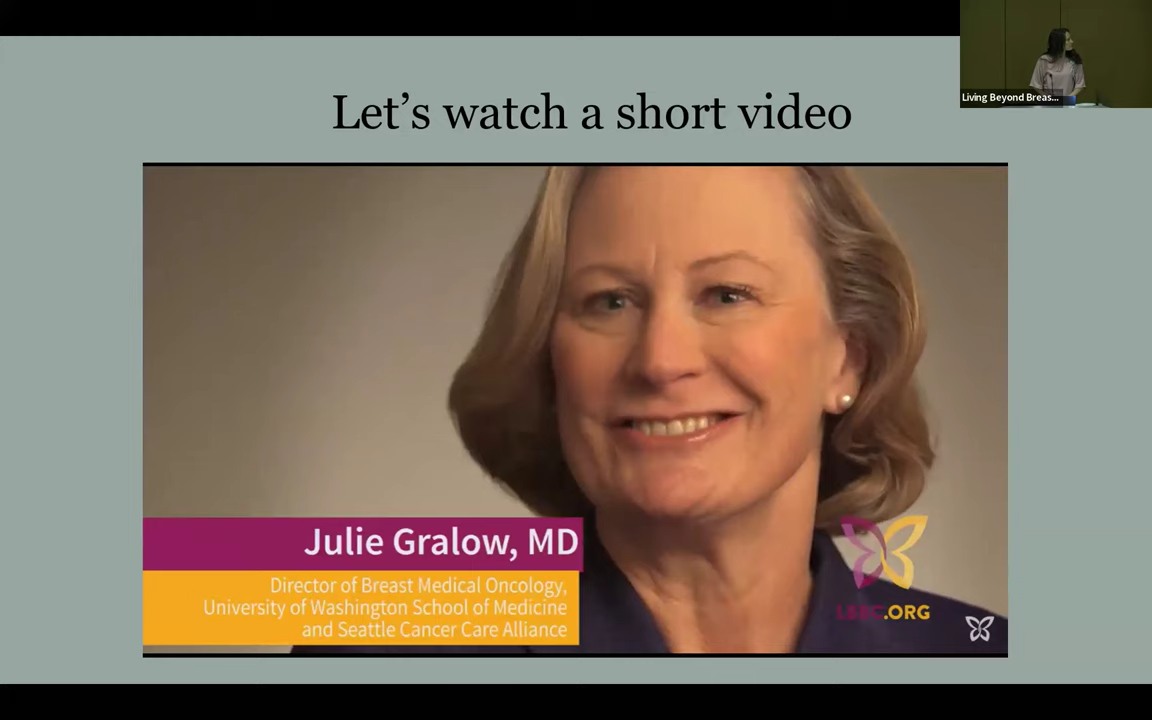 Living Beyond Breas...
Let's watch a short video
Julie Gralow, MD
Director of Breast Medical Oncology,
University of Washington School of Medicine
and Seattle Cancer Care Alliance
LBBC.ORG